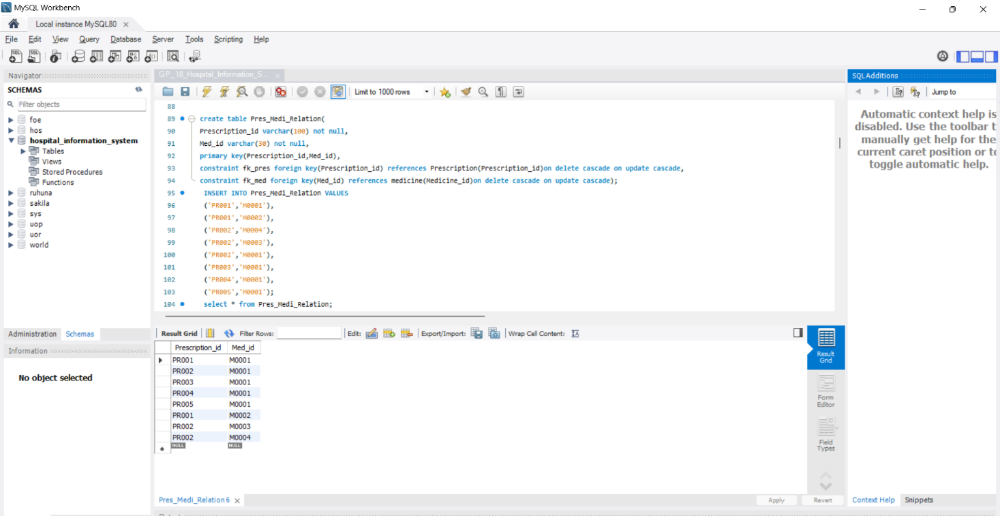 MySQL Workbench
Local instance MySQL80
File Edit View Query Database Server Tools Scripting Help
Navigator
SCHEMAS
Filter objects
foe
hos
hospital_information_system
Tables
Views
Stored Procedures
Functions
ruhuna
sakila
sys
uop
uor
world
Administration Schemas
Information
No object selected
GP_18_Hospital_Information_S...
Limit to 1000 rows
88
89 create table Pres_Medi_Relation(
90 Prescription_id varchar(100) not null,
91 Med_id varchar(30) not null,
92 primary key(Prescription_id,Med_id),
93 constraint fk_pres foreign key(Prescription_id) references Prescription(Prescription_id)on delete cascade on update cascade,
94 constraint fk_med foreign key(Med_id) references medicine(Medicine_id)on delete cascade on update cascade);
95 INSERT INTO Pres_Medi_Relation VALUES
96 ('PR001','M0001'),
97 ('PR001','M0002'),
98 ('PR002','M0004'),
99 ('PR002','M0003'),
100 ('PR002','M0001'),
101 ('PR003','M0001'),
102 ('PR004','M0001'),
103 ('PR005','M0001');
104 select * from Pres_Medi_Relation;
Result Grid Filter Rows: Edit: Export/Import: Wrap Cell Content:
Prescription_id Med_id
PR001 M0001
PR002 M0001
PR003 M0001
PR004 M0001
PR005 M0001
PR001 M0002
PR002 M0003
PR002 M0004
NULL NULL
Result
Grid
Form
Editor
Field
Types
Pres_Medi_Relation 6
Apply Revert
SQLAdditions
Jump to
Automatic context help is
disabled. Use the toolbar t
manually get help for the
current caret position or to
toggle automatic help.
Context Help Snippets